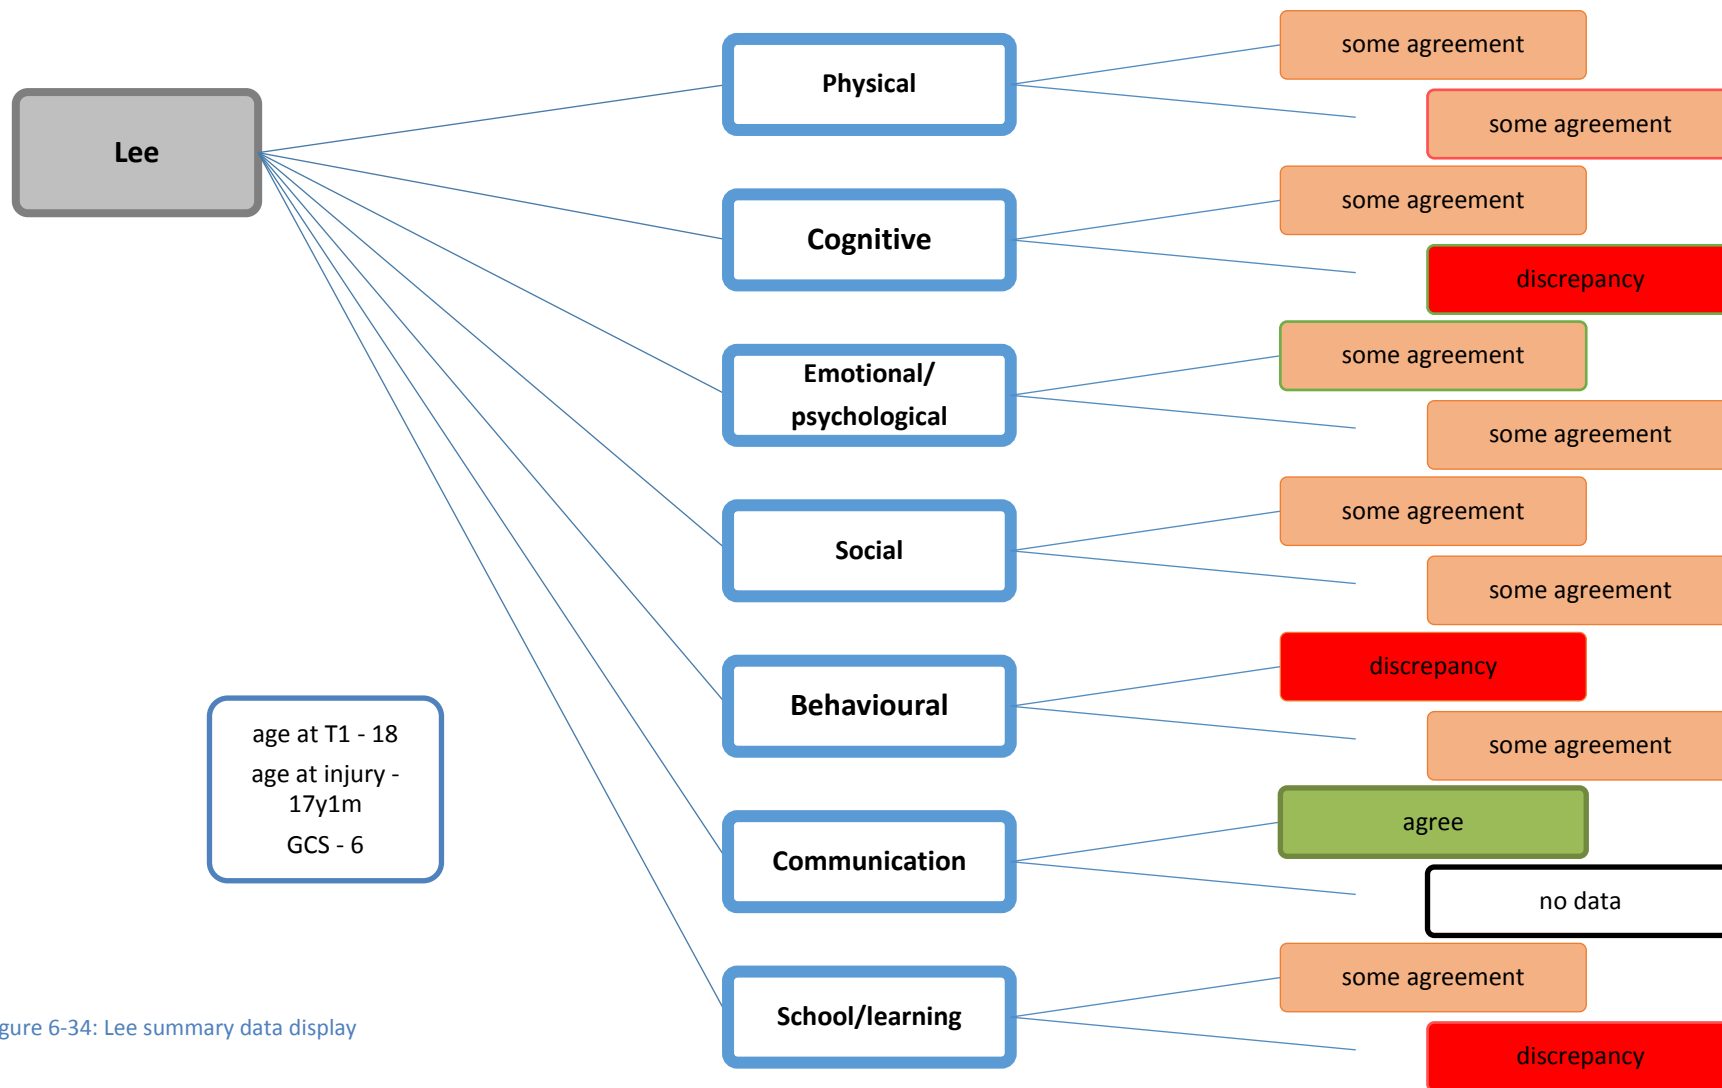 Lee
Physical
some agreement
some agreement
Cognitive
some agreement
discrepancy
Emotional/
psychological
some agreement
some agreement
Social
some agreement
some agreement
Behavioural
discrepancy
some agreement
Communication
agree
no data
School/learning
some agreement
discrepancy
age at T1 - 18
age at injury -
17y1m
GCS - 6
gure 6-34: Lee summary data display